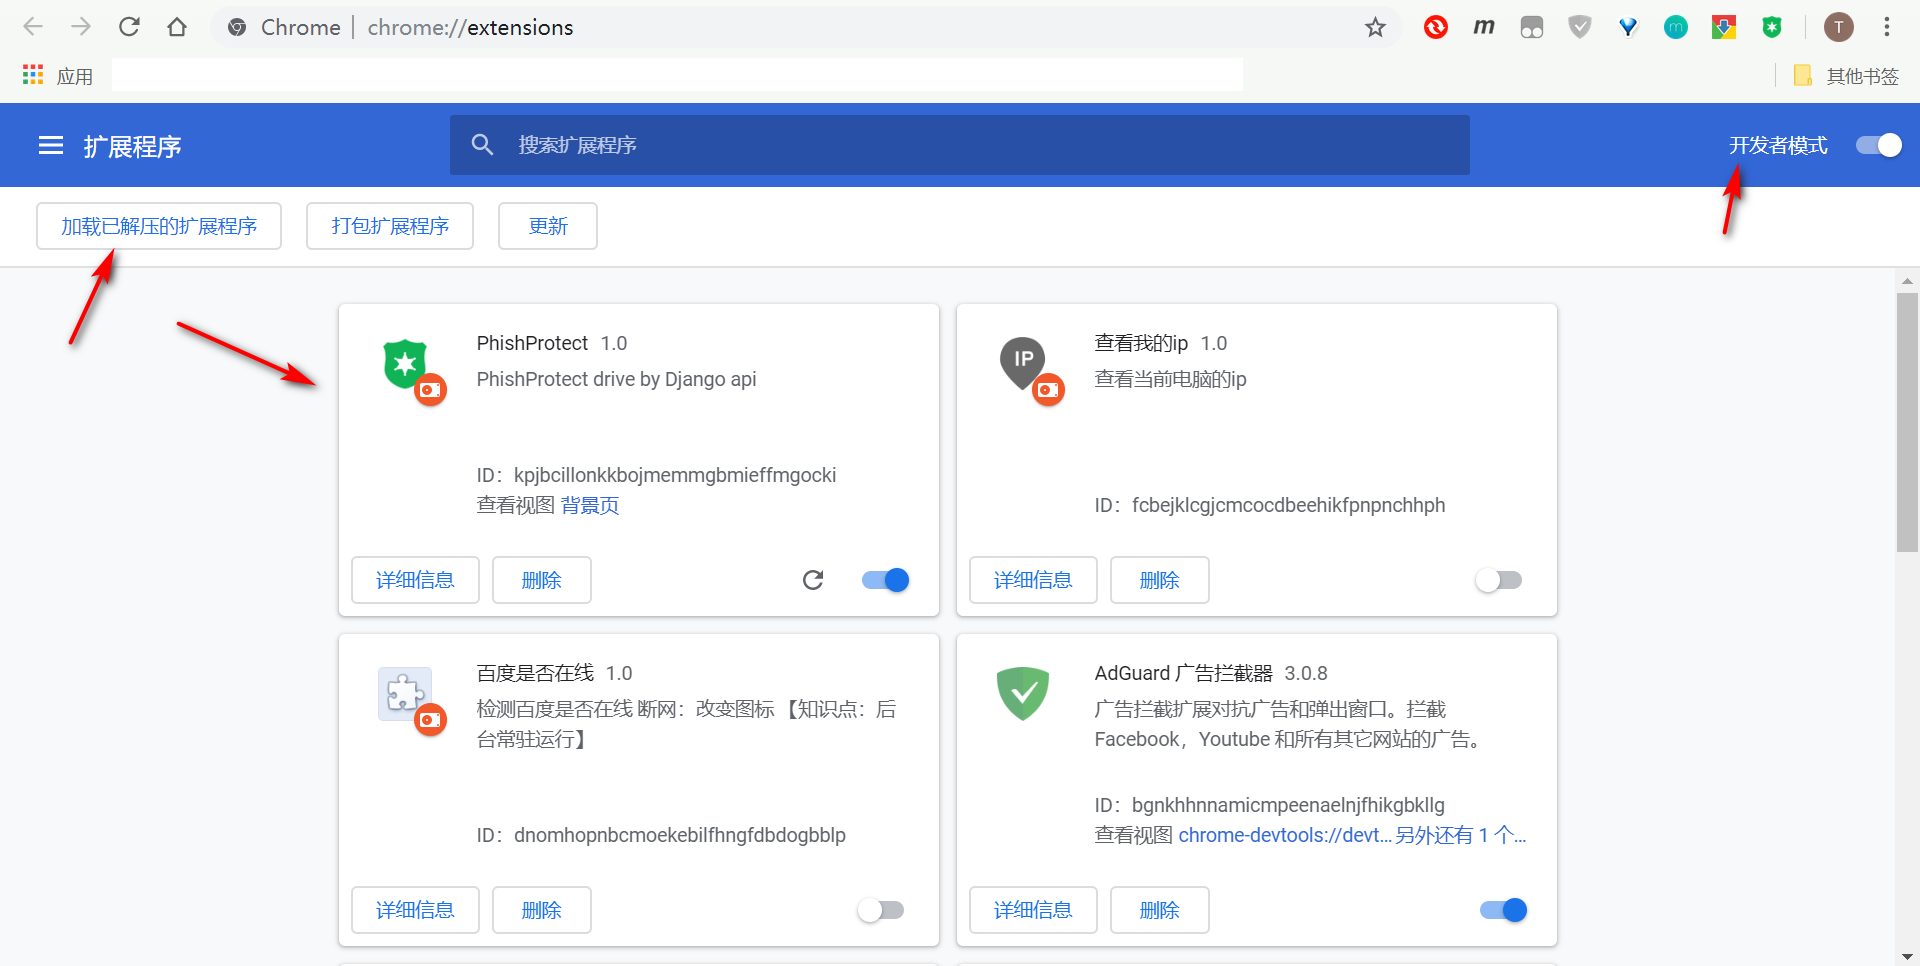 Chrome | chrome://extensions
m
m
T
应用
其他书签
扩展程序
搜索扩展程序
开发者模式
加载已解压的扩展程序
打包扩展程序
更新
PhishProtect 1.0
PhishProtect drive by Django api
ID：kpjbcillonkkbojmemmgbmieffmgocki
查看视图 背景页
详细信息
删除
IP
查看我的ip 1.0
查看当前电脑的ip
ID：fcbejklcgjcmcocdbeehikfpnpnchhph
详细信息
删除
百度是否在线 1.0
检测百度是否在线 断网：改变图标 【知识点：后
台常驻运行】
ID：dnomhopnbcmoekebilfhngfdbdogbblp
详细信息
删除
AdGuard 广告拦截器 3.0.8
广告拦截扩展对抗广告和弹出窗口。拦截
Facebook，Youtube 和所有其它网站的广告。
ID：bgnkhhnnamicmpeenaelnjfhikgbkllg
查看视图 chrome-devtools://devt... 另外还有 1 个...
详细信息
删除